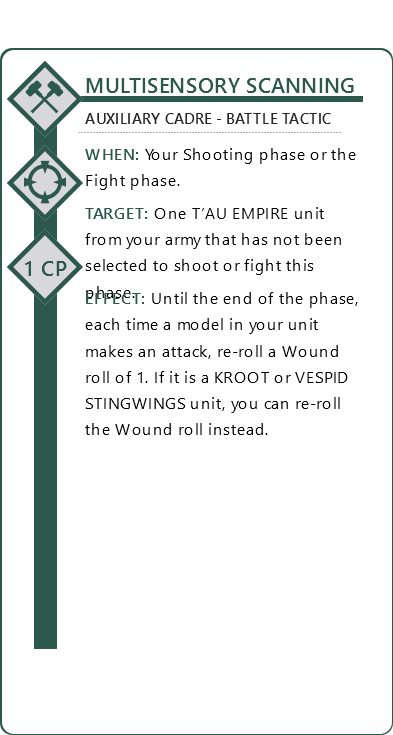 MULTISENSORY SCANNING
AUXILIARY CADRE - BATTLE TACTIC
WHEN: Your Shooting phase or the
Fight phase.
TARGET: One T'AU EMPIRE unit
from your army that has not been
selected to shoot or fight this
phase.
1 CP
EFFECT: Until the end of the phase,
each time a model in your unit
makes an attack, re-roll a Wound
roll of 1. If it is a KROOT or VESPID
STINGWINGS unit, you can re-roll
the Wound roll instead.